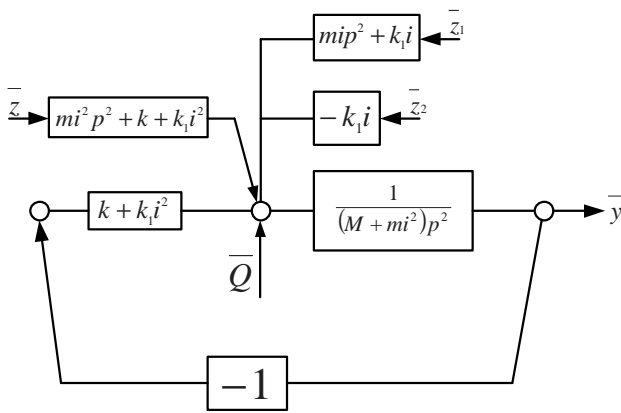 mip² + k₁i
z̄₁
z̄
mi²p² + k + k₁i²
− k₁i
z̄₂
k + k₁i²
1
(M + mi²)p²
ȳ
Q̄
−1